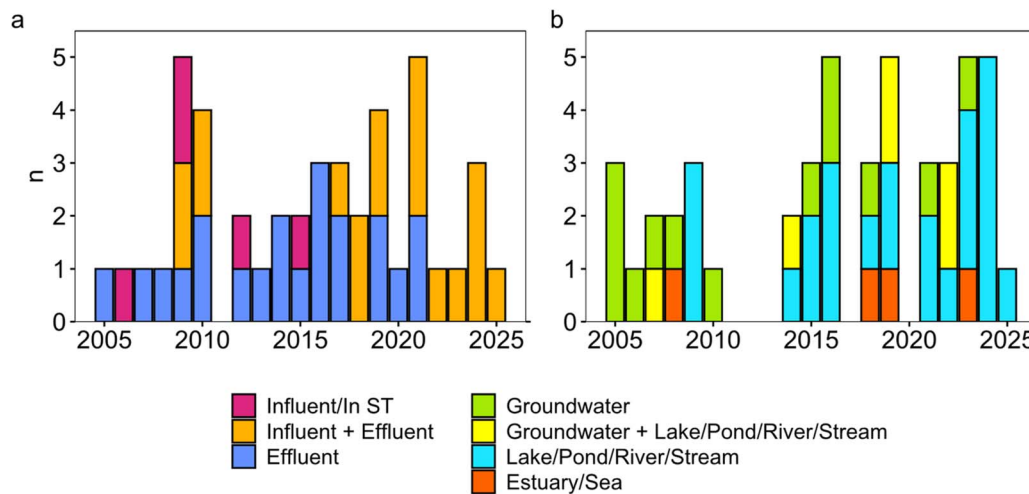 a
b
n
5
4
3
2
1
0
2005 2010 2015 2020 2025
5
4
3
2
1
0
2005 2010 2015 2020 2025
Influent/In ST
Influent + Effluent
Effluent
Groundwater
Groundwater + Lake/Pond/River/Stream
Lake/Pond/River/Stream
Estuary/Sea